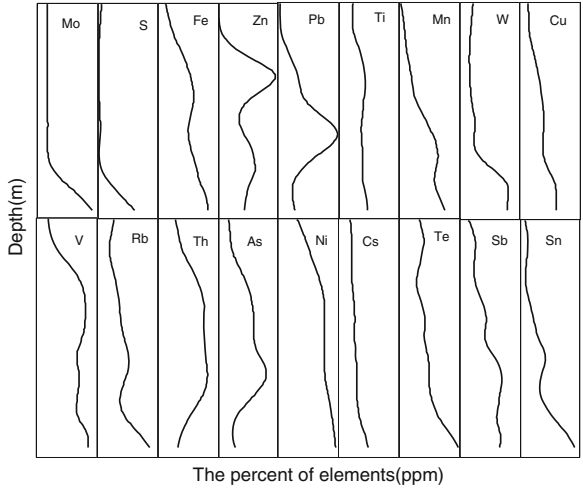 Mo S Fe Zn Pb Ti Mn W Cu
Depth(m)
V Rb Th As Ni Cs Te Sb Sn
The percent of elements(ppm)